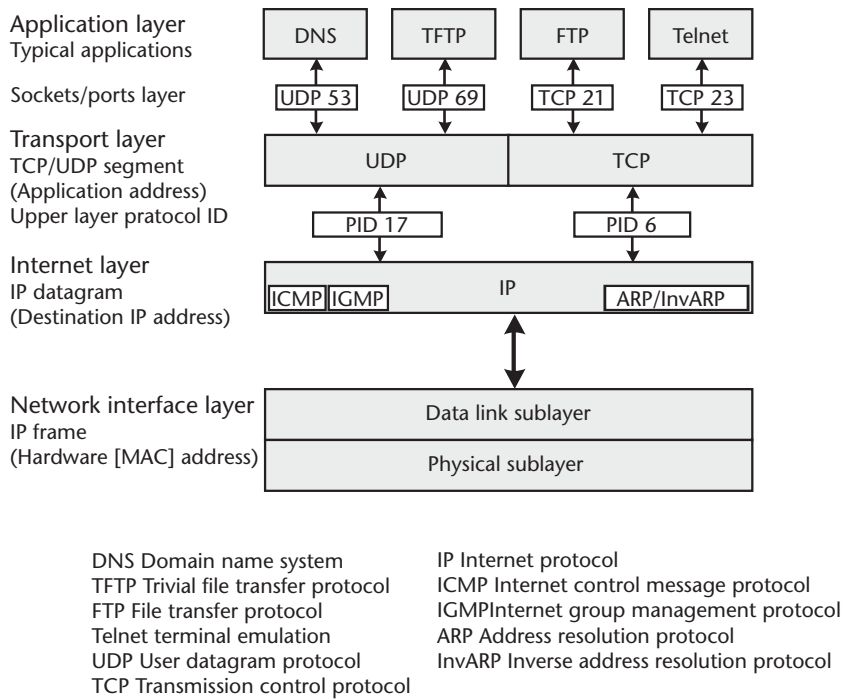 Application layer
Typical applications
DNS
TFTP
FTP
Telnet
Sockets/ports layer
UDP 53
UDP 69
TCP 21
TCP 23
Transport layer
TCP/UDP segment
(Application address)
Upper layer pratocol ID
UDP
TCP
PID 17
PID 6
Internet layer
IP datagram
(Destination IP address)
IP
ICMP
IGMP
ARP/InvARP
Network interface layer
IP frame
(Hardware [MAC] address)
Data link sublayer
Physical sublayer
DNS Domain name system
TFTP Trivial file transfer protocol
FTP File transfer protocol
Telnet terminal emulation
UDP User datagram protocol
TCP Transmission control protocol
IP Internet protocol
ICMP Internet control message protocol
IGMPInternet group management protocol
ARP Address resolution protocol
InvARP Inverse address resolution protocol